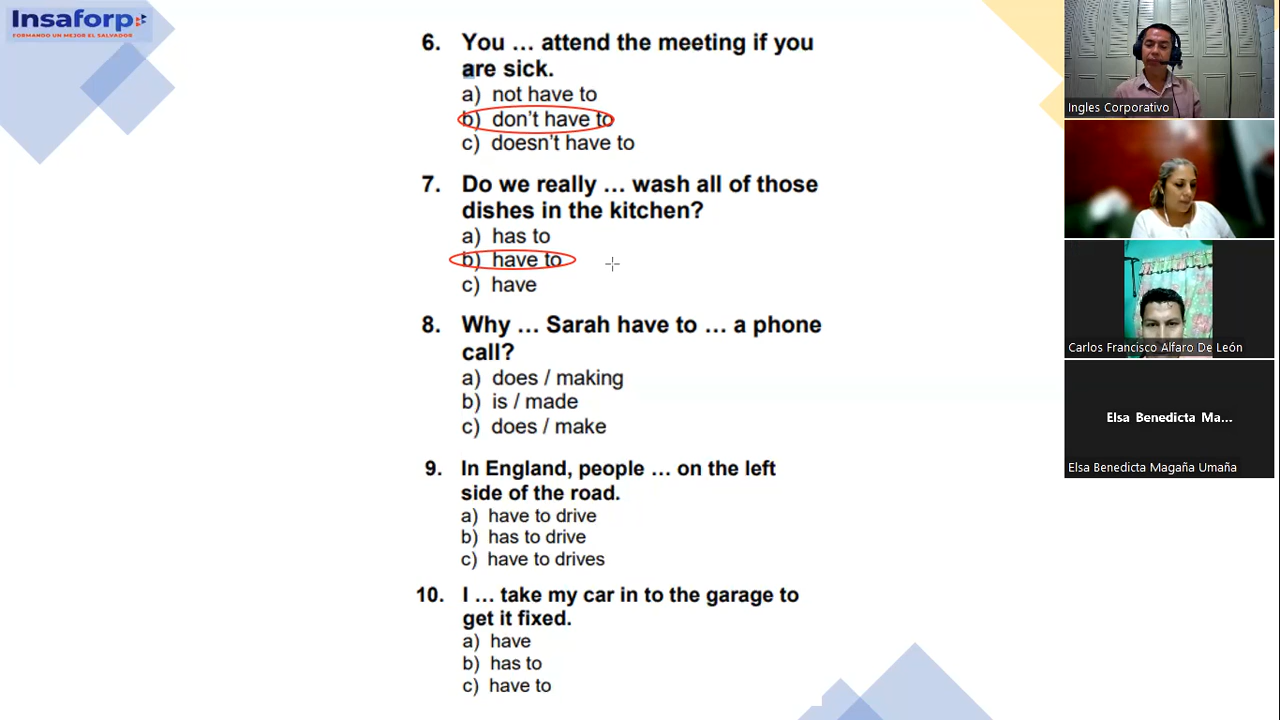 Insaforp
FORMANDO UN MEJOR EL SALVADOR
6. You ... attend the meeting if you
are sick.
a) not have to
b) don't have to
c) doesn't have to
7. Do we really ... wash all of those
dishes in the kitchen?
a) has to
b) have to
c) have
8. Why ... Sarah have to ... a phone
call?
a) does / making
b) is / made
c) does / make
9. In England, people ... on the left
side of the road.
a) have to drive
b) has to drive
c) have to drives
10. I ... take my car in to the garage to
get it fixed.
a) have
b) has to
c) have to
Ingles Corporativo
Carlos Francisco Alfaro De León
Elsa Benedicta Ma...
Elsa Benedicta Magaña Umaña